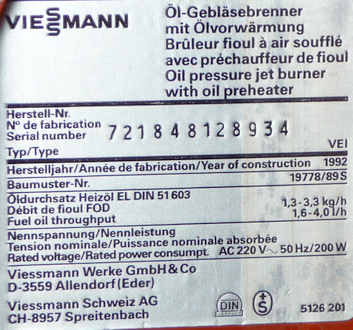 VIESSMANN
Öl-Gebläsebrenner
mit Ölvorwärmung
Brûleur fioul à air soufflé
avec préchauffeur de fioul
Oil pressure jet burner
with oil preheater
Herstell-Nr.
N° de fabrication
Serial number
721848128934
Typ/Type VEI
Herstelljahr/Année de fabrication/Year of construction 1992
Baumuster-Nr. 19778/89 S
Öldurchsatz Heizöl EL DIN 51603
Débit de fioul FOD 1,3-3,3 kg/h
Fuel oil throughput 1,6-4,0 l/h
Nennspannung/Nennleistung
Tension nominale/Puissance nominale absorbée
Rated voltage/Rated power consumpt. AC 220 V~ 50 Hz/200 W
Viessmann Werke GmbH & Co
D-3559 Allendorf (Eder)
Viessmann Schweiz AG
CH-8957 Spreitenbach
DIN
+S
5126 201